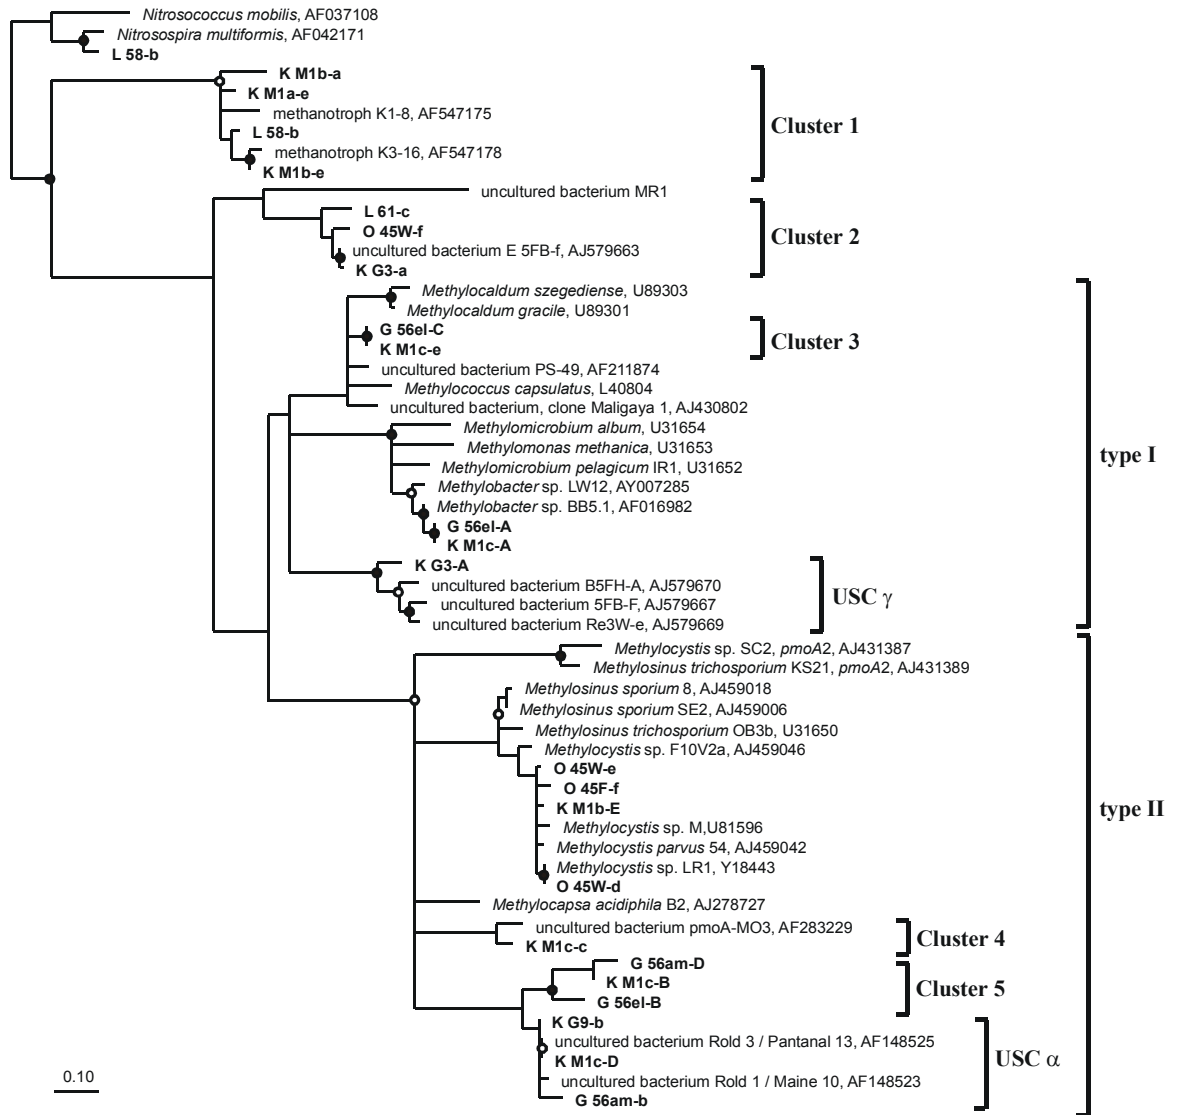 Nitrosococcus mobilis, AF037108
Nitrosospira multiformis, AF042171
L 58-b
K M1b-a
K M1a-e
methanotroph K1-8, AF547175
Cluster 1
L 58-b
methanotroph K3-16, AF547178
K M1b-e
uncultured bacterium MR1
L 61-c
O 45W-f
Cluster 2
uncultured bacterium E 5FB-f, AJ579663
K G3-a
Methylocaldum szegediense, U89303
Methylocaldum gracile, U89301
G 56el-C
Cluster 3
K M1c-e
uncultured bacterium PS-49, AF211874
Methylococcus capsulatus, L40804
uncultured bacterium, clone Maligaya 1, AJ430802
Methylomicrobium album, U31654
Methylomonas methanica, U31653
type I
Methylomicrobium pelagicum IR1, U31652
Methylobacter sp. LW12, AY007285
Methylobacter sp. BB5.1, AF016982
G 56el-A
K M1c-A
K G3-A
uncultured bacterium B5FH-A, AJ579670
USC γ
uncultured bacterium 5FB-F, AJ579667
uncultured bacterium Re3W-e, AJ579669
Methylocystis sp. SC2, pmoA2, AJ431387
Methylosinus trichosporium KS21, pmoA2, AJ431389
Methylosinus sporium 8, AJ459018
Methylosinus sporium SE2, AJ459006
Methylosinus trichosporium OB3b, U31650
Methylocystis sp. F10V2a, AJ459046
O 45W-e
O 45F-f
K M1b-E
type II
Methylocystis sp. M,U81596
Methylocystis parvus 54, AJ459042
Methylocystis sp. LR1, Y18443
O 45W-d
Methylocapsa acidiphila B2, AJ278727
uncultured bacterium pmoA-MO3, AF283229
Cluster 4
K M1c-c
G 56am-D
K M1c-B
Cluster 5
G 56el-B
K G9-b
uncultured bacterium Rold 3 / Pantanal 13, AF148525
K M1c-D
USC α
uncultured bacterium Rold 1 / Maine 10, AF148523
G 56am-b
0.10